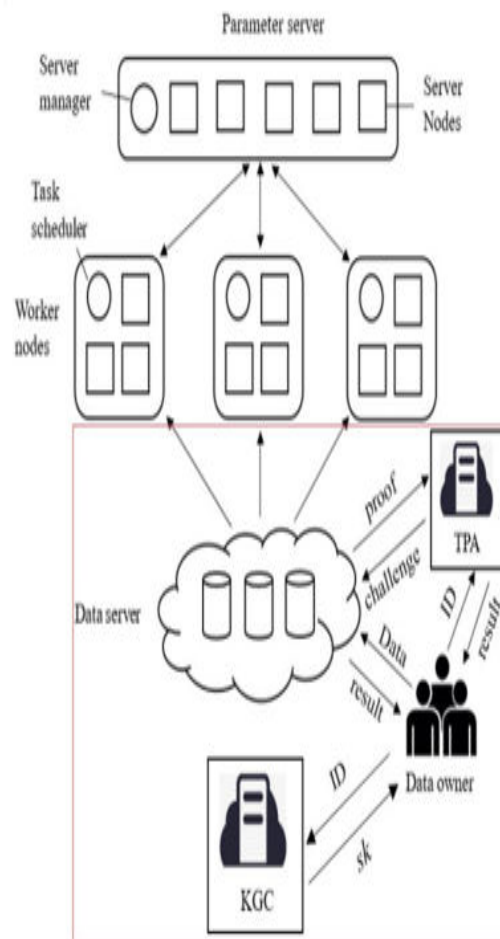 Parameter server
Server
manager
Server
Nodes
Task
scheduler
Worker
nodes
proof
TPA
challenge
ID
result
Data server
Data
result
Data owner
ID
sk
KGC